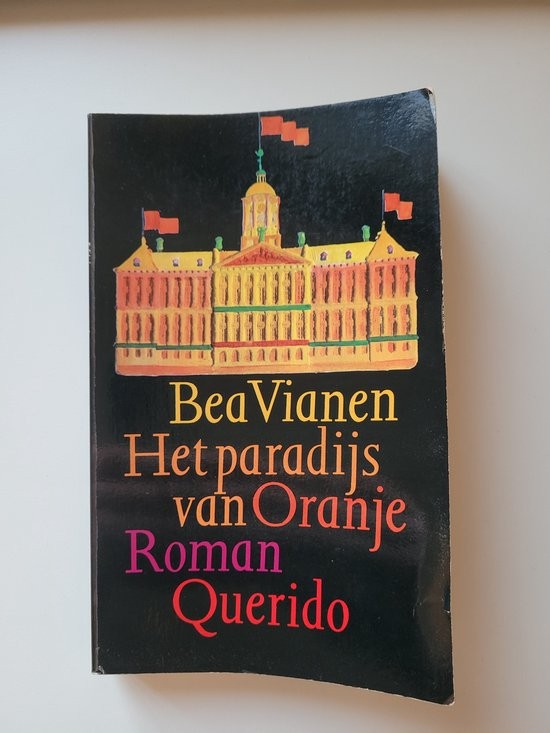 Bea Vianen
Het paradijs
van Oranje
Roman
Querido